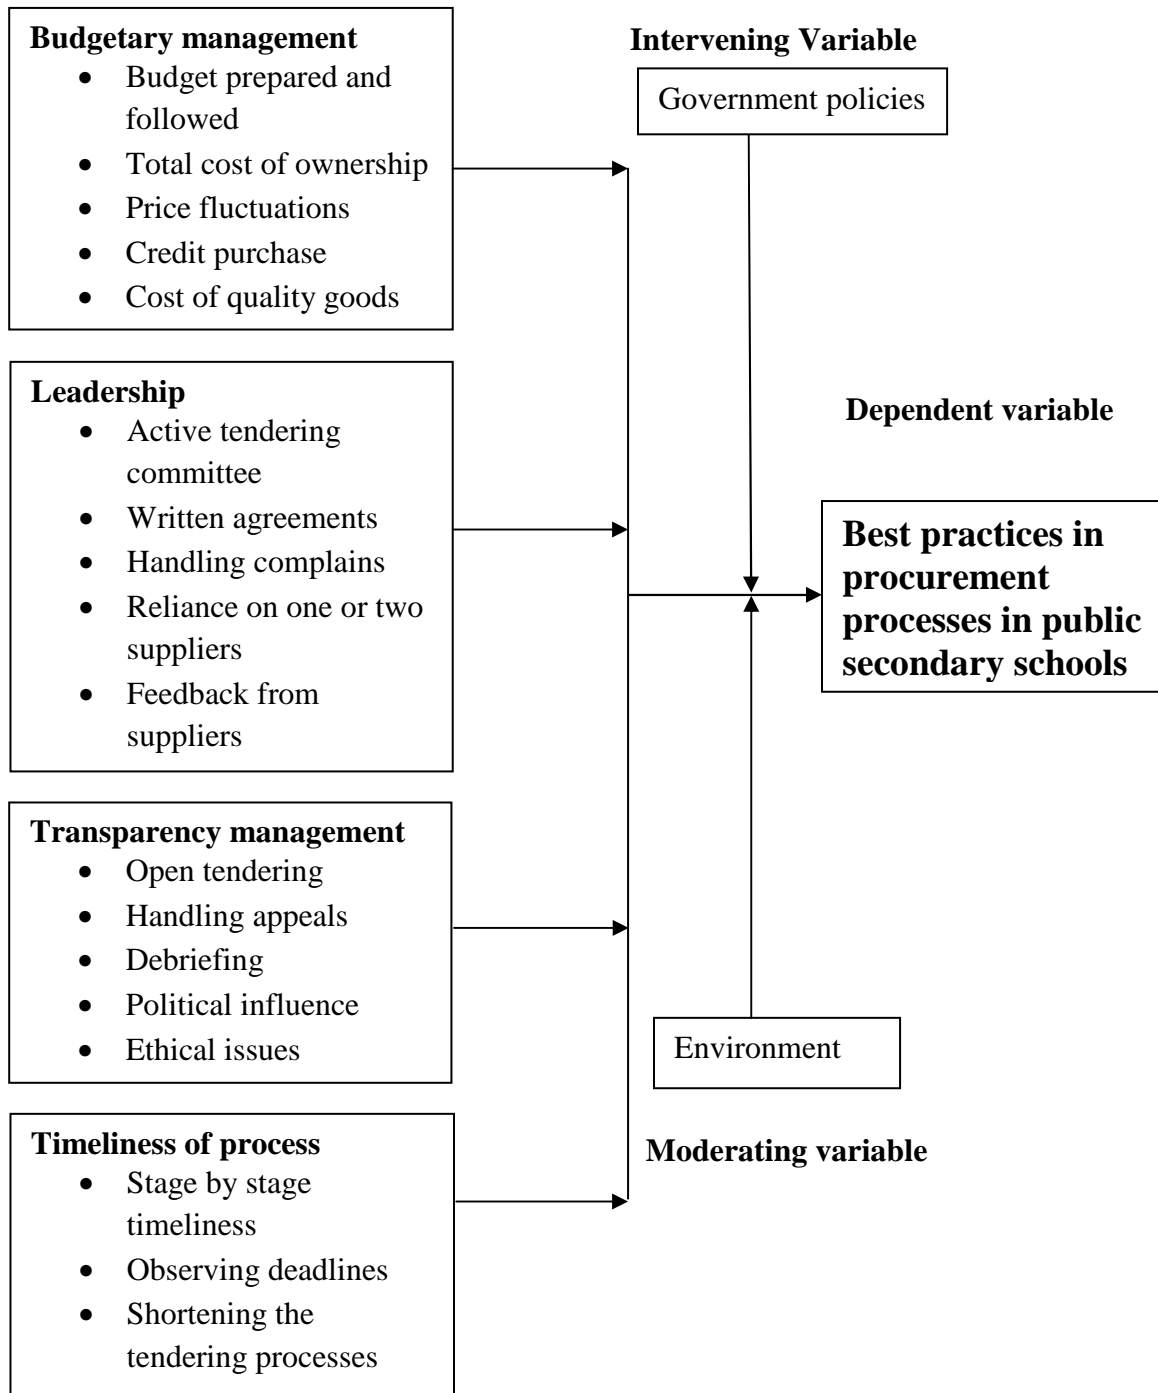 Budgetary management
• Budget prepared and
followed
• Total cost of ownership
• Price fluctuations
• Credit purchase
• Cost of quality goods
Leadership
• Active tendering
committee
• Written agreements
• Handling complains
• Reliance on one or two
suppliers
• Feedback from
suppliers
Transparency management
• Open tendering
• Handling appeals
• Debriefing
• Political influence
• Ethical issues
Timeliness of process
• Stage by stage
timeliness
• Observing deadlines
• Shortening the
tendering processes
Intervening Variable
Government policies
Environment
Moderating variable
Dependent variable
Best practices in
procurement
processes in public
secondary schools